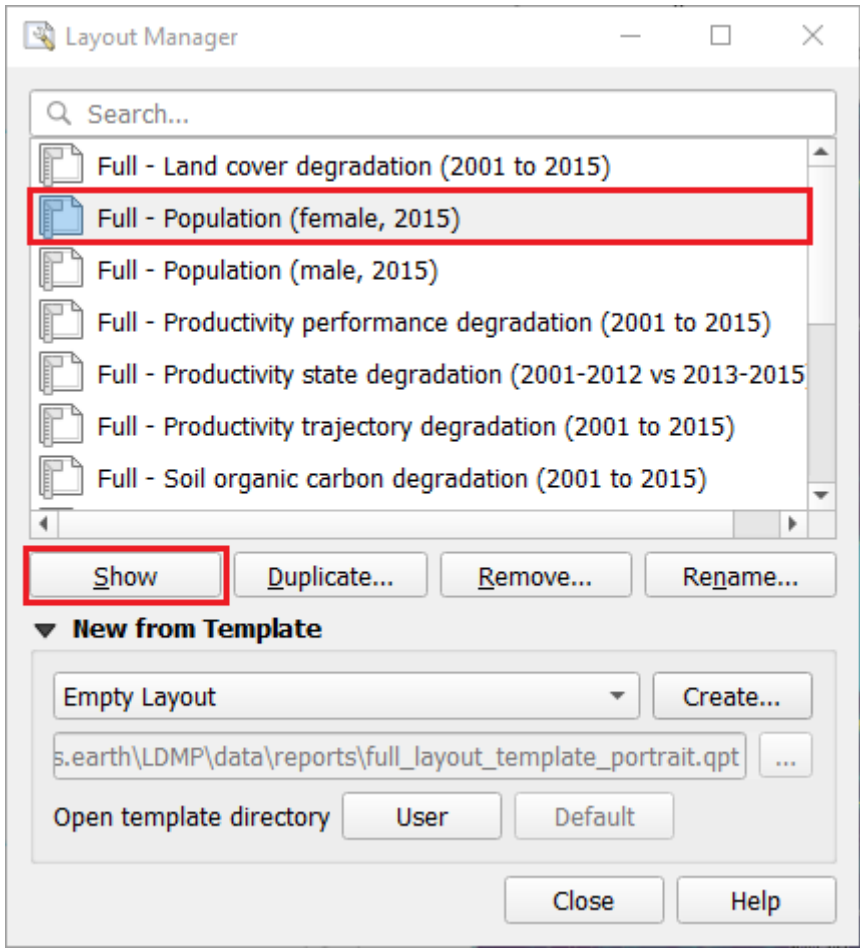 Layout Manager
Search...
Full - Land cover degradation (2001 to 2015)
Full - Population (female, 2015)
Full - Population (male, 2015)
Full - Productivity performance degradation (2001 to 2015)
Full - Productivity state degradation (2001-2012 vs 2013-2015
Full - Productivity trajectory degradation (2001 to 2015)
Full - Soil organic carbon degradation (2001 to 2015)
Show Duplicate... Remove... Rename...
New from Template
Empty Layout Create...
s.earth\LDMP\data\reports\full_layout_template_portrait.qpt ...
Open template directory User Default
Close Help